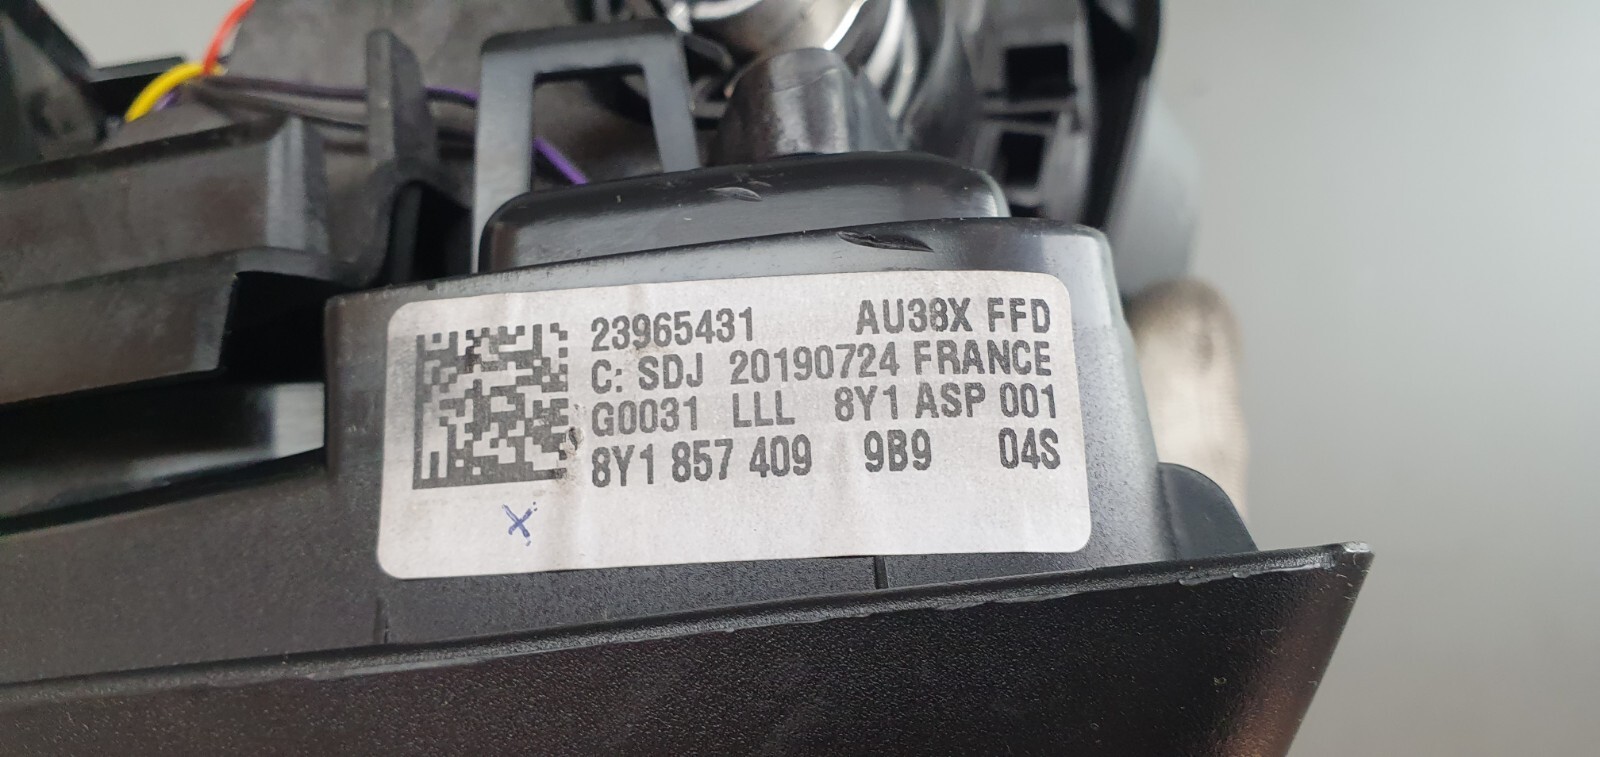 23965431 AU38X FFD
C: SDJ 20190724 FRANCE
G0031 LLL 8Y1 ASP 001
8Y1 857 409 9B9 04S
X